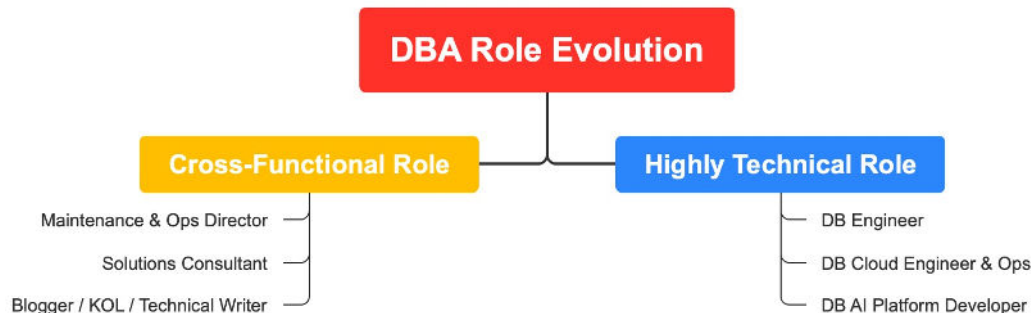 DBA Role Evolution
Cross-Functional Role
Maintenance & Ops Director
Solutions Consultant
Blogger / KOL / Technical Writer
Highly Technical Role
DB Engineer
DB Cloud Engineer & Ops
DB AI Platform Developer